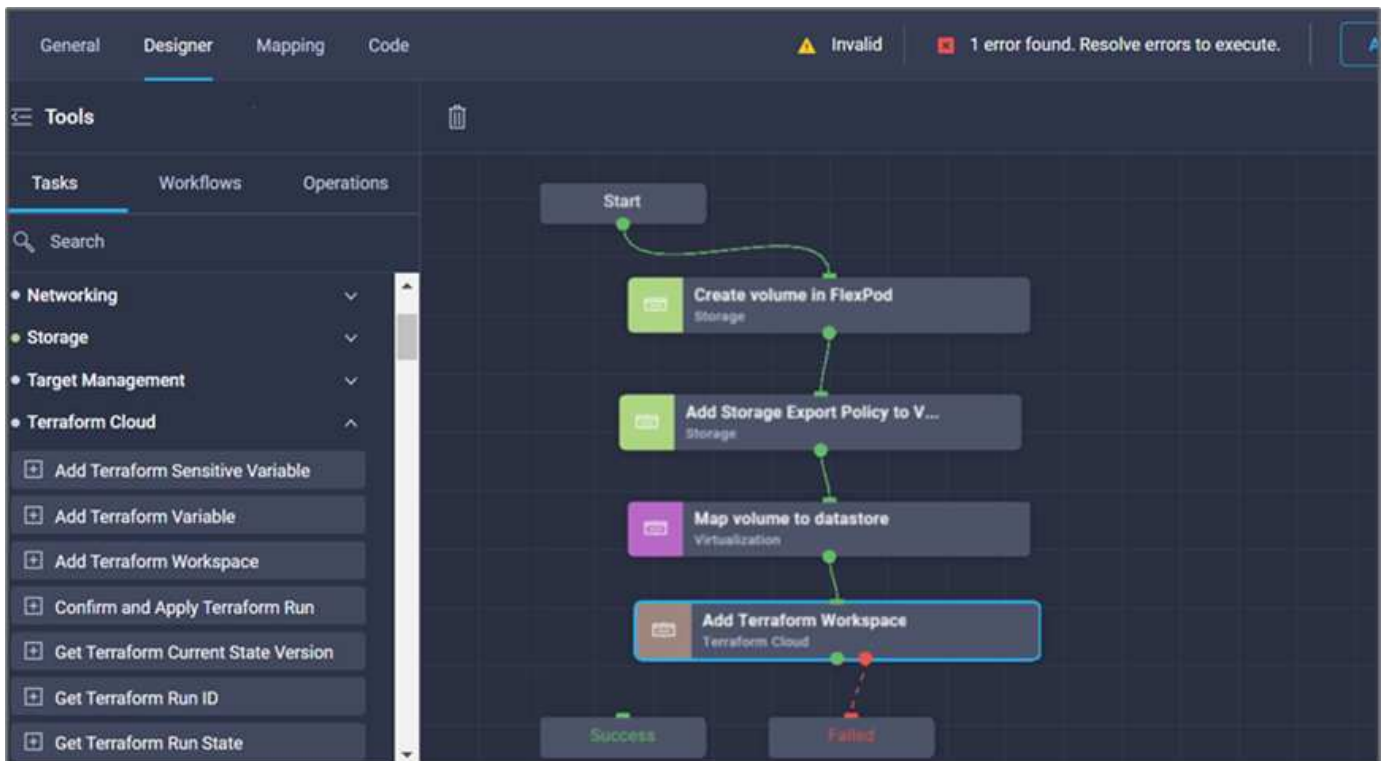 General Designer Mapping Code Invalid 1 error found. Resolve errors to execute.
Tools
Tasks Workflows Operations
Search
Networking
Storage
Target Management
Terraform Cloud
Add Terraform Sensitive Variable
Add Terraform Variable
Add Terraform Workspace
Confirm and Apply Terraform Run
Get Terraform Current State Version
Get Terraform Run ID
Get Terraform Run State
Start
Create volume in FlexPod
Storage
Add Storage Export Policy to V...
Storage
Map volume to datastore
Virtualization
Add Terraform Workspace
Terraform Cloud
Success Failed